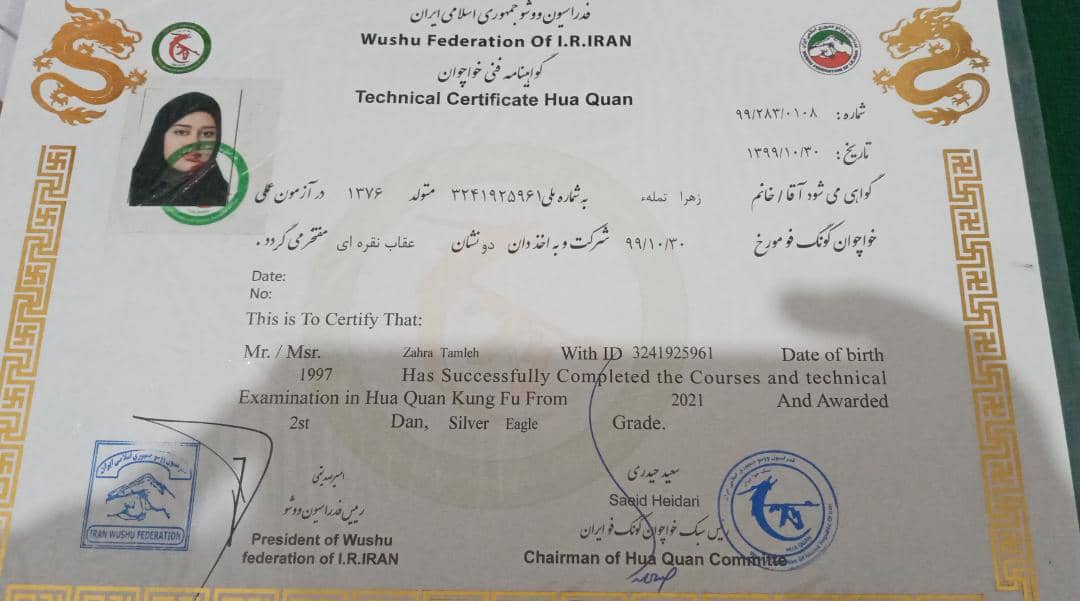 فدراسیون ووشو جمهوری اسلامی ایران
Wushu Federation Of I.R.IRAN
گواهینامه فنی خواچوان
Technical Certificate Hua Quan
شماره: ۹۹/۲۸۳/۰۱۰۸
تاریخ: ۱۳۹۹/۱۰/۳۰
گواهی می شود آقا / خانم زهرا تمله به شماره ملی ۳۲۴۱۹۲۵۹۶۱ متولد ۱۳۷۶ در آزمون عملی
خواچوان کونگ فو مورخ ۹۹/۱۰/۳۰ شرکت و به اخذ دان دو نشان عقاب نقره ای مفتخر می گردد.
Date:
No:
This is To Certify That:
Mr. / Msr. Zahra Tamleh With ID 3241925961 Date of birth
1997 Has Successfully Completed the Courses and technical
Examination in Hua Quan Kung Fu From 2021 And Awarded
2st Dan, Silver Eagle Grade.
سعید حیدری
Saeid Heidari
رئیس فدراسیون ووشو
رئیس سبک خواچوان کونگ فو ایران
President of Wushu
federation of I.R.IRAN
Chairman of Hua Quan Committe
IRAN WUSHU FEDERATION
HUA QUAN